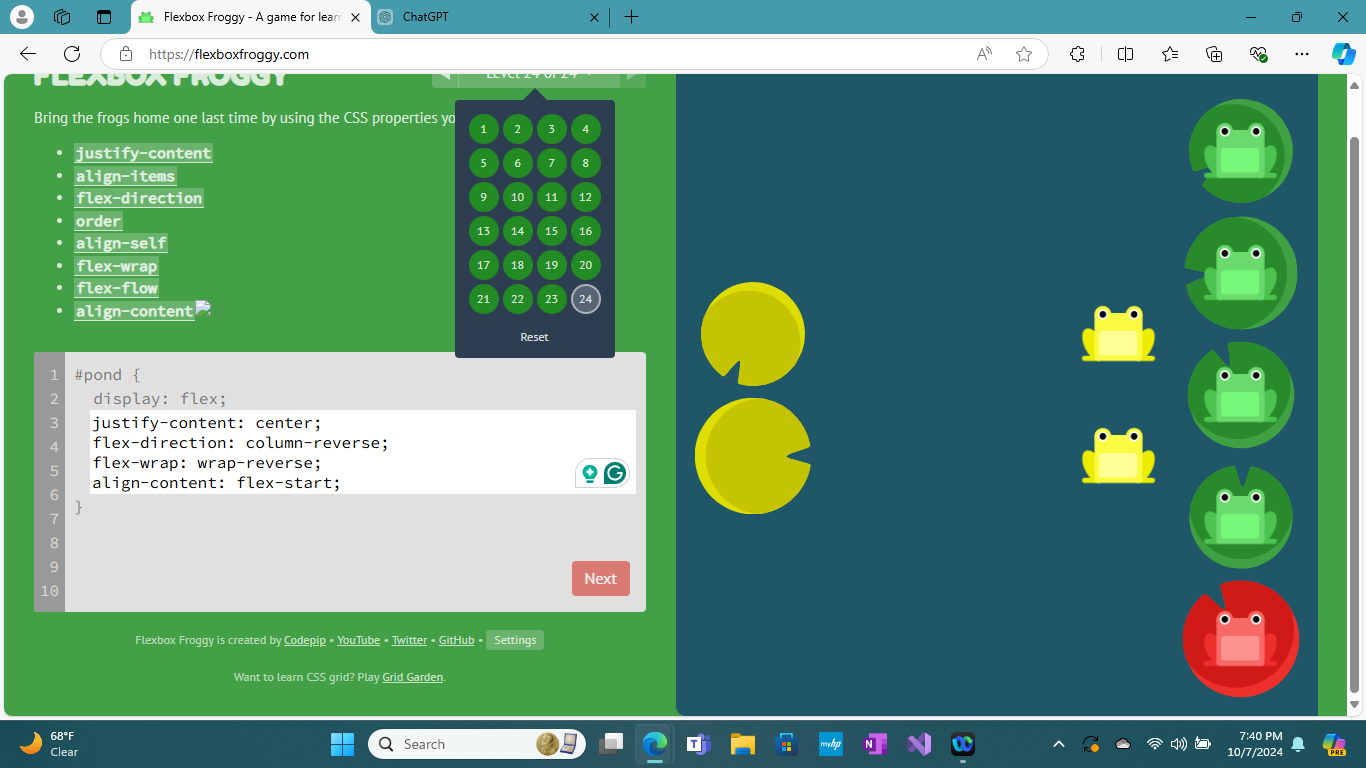 Flexbox Froggy - A game for lear
ChatGPT
https://flexboxfroggy.com
FLEXBOX FROGGY
Level 24 of 24
Bring the frogs home one last time by using the CSS properties yo
justify-content
align-items
flex-direction
order
align-self
flex-wrap
flex-flow
align-content
1 2 3 4
5 6 7 8
9 10 11 12
13 14 15 16
17 18 19 20
21 22 23 24
Reset
1 #pond {
2 display: flex;
3 justify-content: center;
4 flex-direction: column-reverse;
5 flex-wrap: wrap-reverse;
6 align-content: flex-start;
7 }
8
9
10
Next
Flexbox Froggy is created by Codepip • YouTube • Twitter • GitHub • Settings
Want to learn CSS grid? Play Grid Garden.
68°F
Clear
Search
myhp
PRE
7:40 PM
10/7/2024